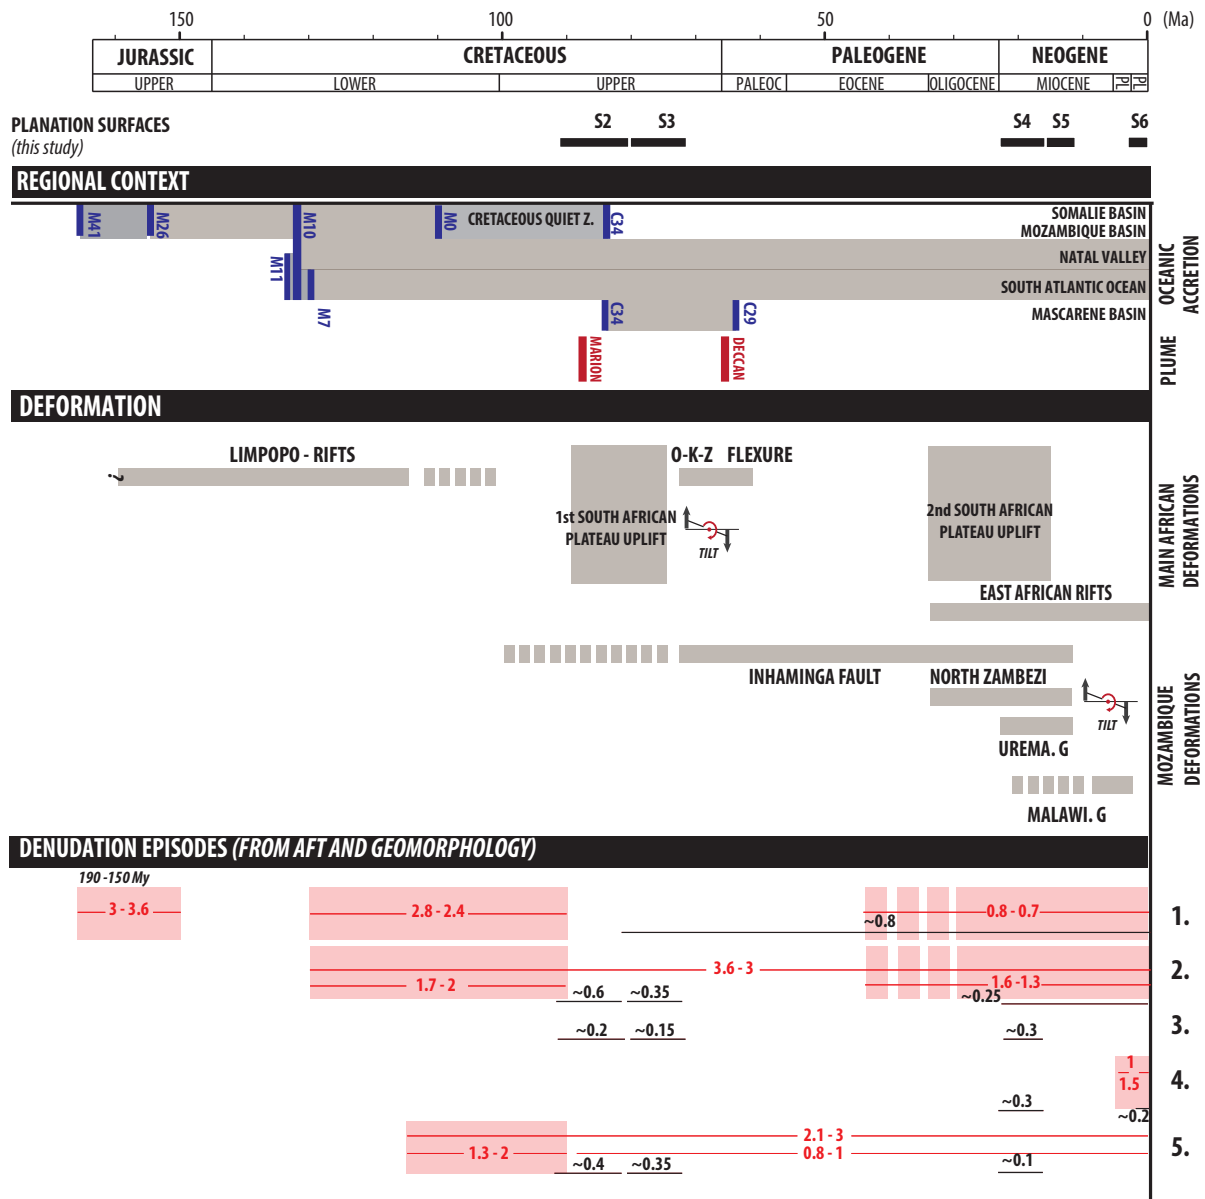 150 100 50 0 (Ma)
JURASSIC CRETACEOUS PALEOGENE NEOGENE
UPPER LOWER UPPER PALEOC EOCENE OLIGOCENE MIOCENE PL PL
PLANATION SURFACES
(this study)
S2 S3 S4 S5 S6
REGIONAL CONTEXT
M41 M26 M10 M0 CRETACEOUS QUIET Z. C34
SOMALIE BASIN
MOZAMBIQUE BASIN
M11
NATAL VALLEY
M7
SOUTH ATLANTIC OCEAN
C34 C29
MASCARENE BASIN
OCEANIC
ACCRETION
MARION DECCAN
PLUME
DEFORMATION
LIMPOPO - RIFTS
?
O-K-Z FLEXURE
1st SOUTH AFRICAN
PLATEAU UPLIFT
TILT
2nd SOUTH AFRICAN
PLATEAU UPLIFT
EAST AFRICAN RIFTS
MAIN AFRICAN
DEFORMATIONS
INHAMINGA FAULT
NORTH ZAMBEZI
TILT
UREMA. G
MALAWI. G
MOZAMBIQUE
DEFORMATIONS
DENUDATION EPISODES (FROM AFT AND GEOMORPHOLOGY)
190 -150 My
3 - 3.6 2.8 - 2.4 0.8 - 0.7
~0.8
1.
3.6 - 3
1.7 - 2 1.6 -1.3
~0.6 ~0.35 ~0.25
2.
~0.2 ~0.15 ~0.3
3.
1
1.5
~0.3
~0.2
4.
2.1 - 3
1.3 - 2 0.8 - 1
~0.4 ~0.35 ~0.1
5.